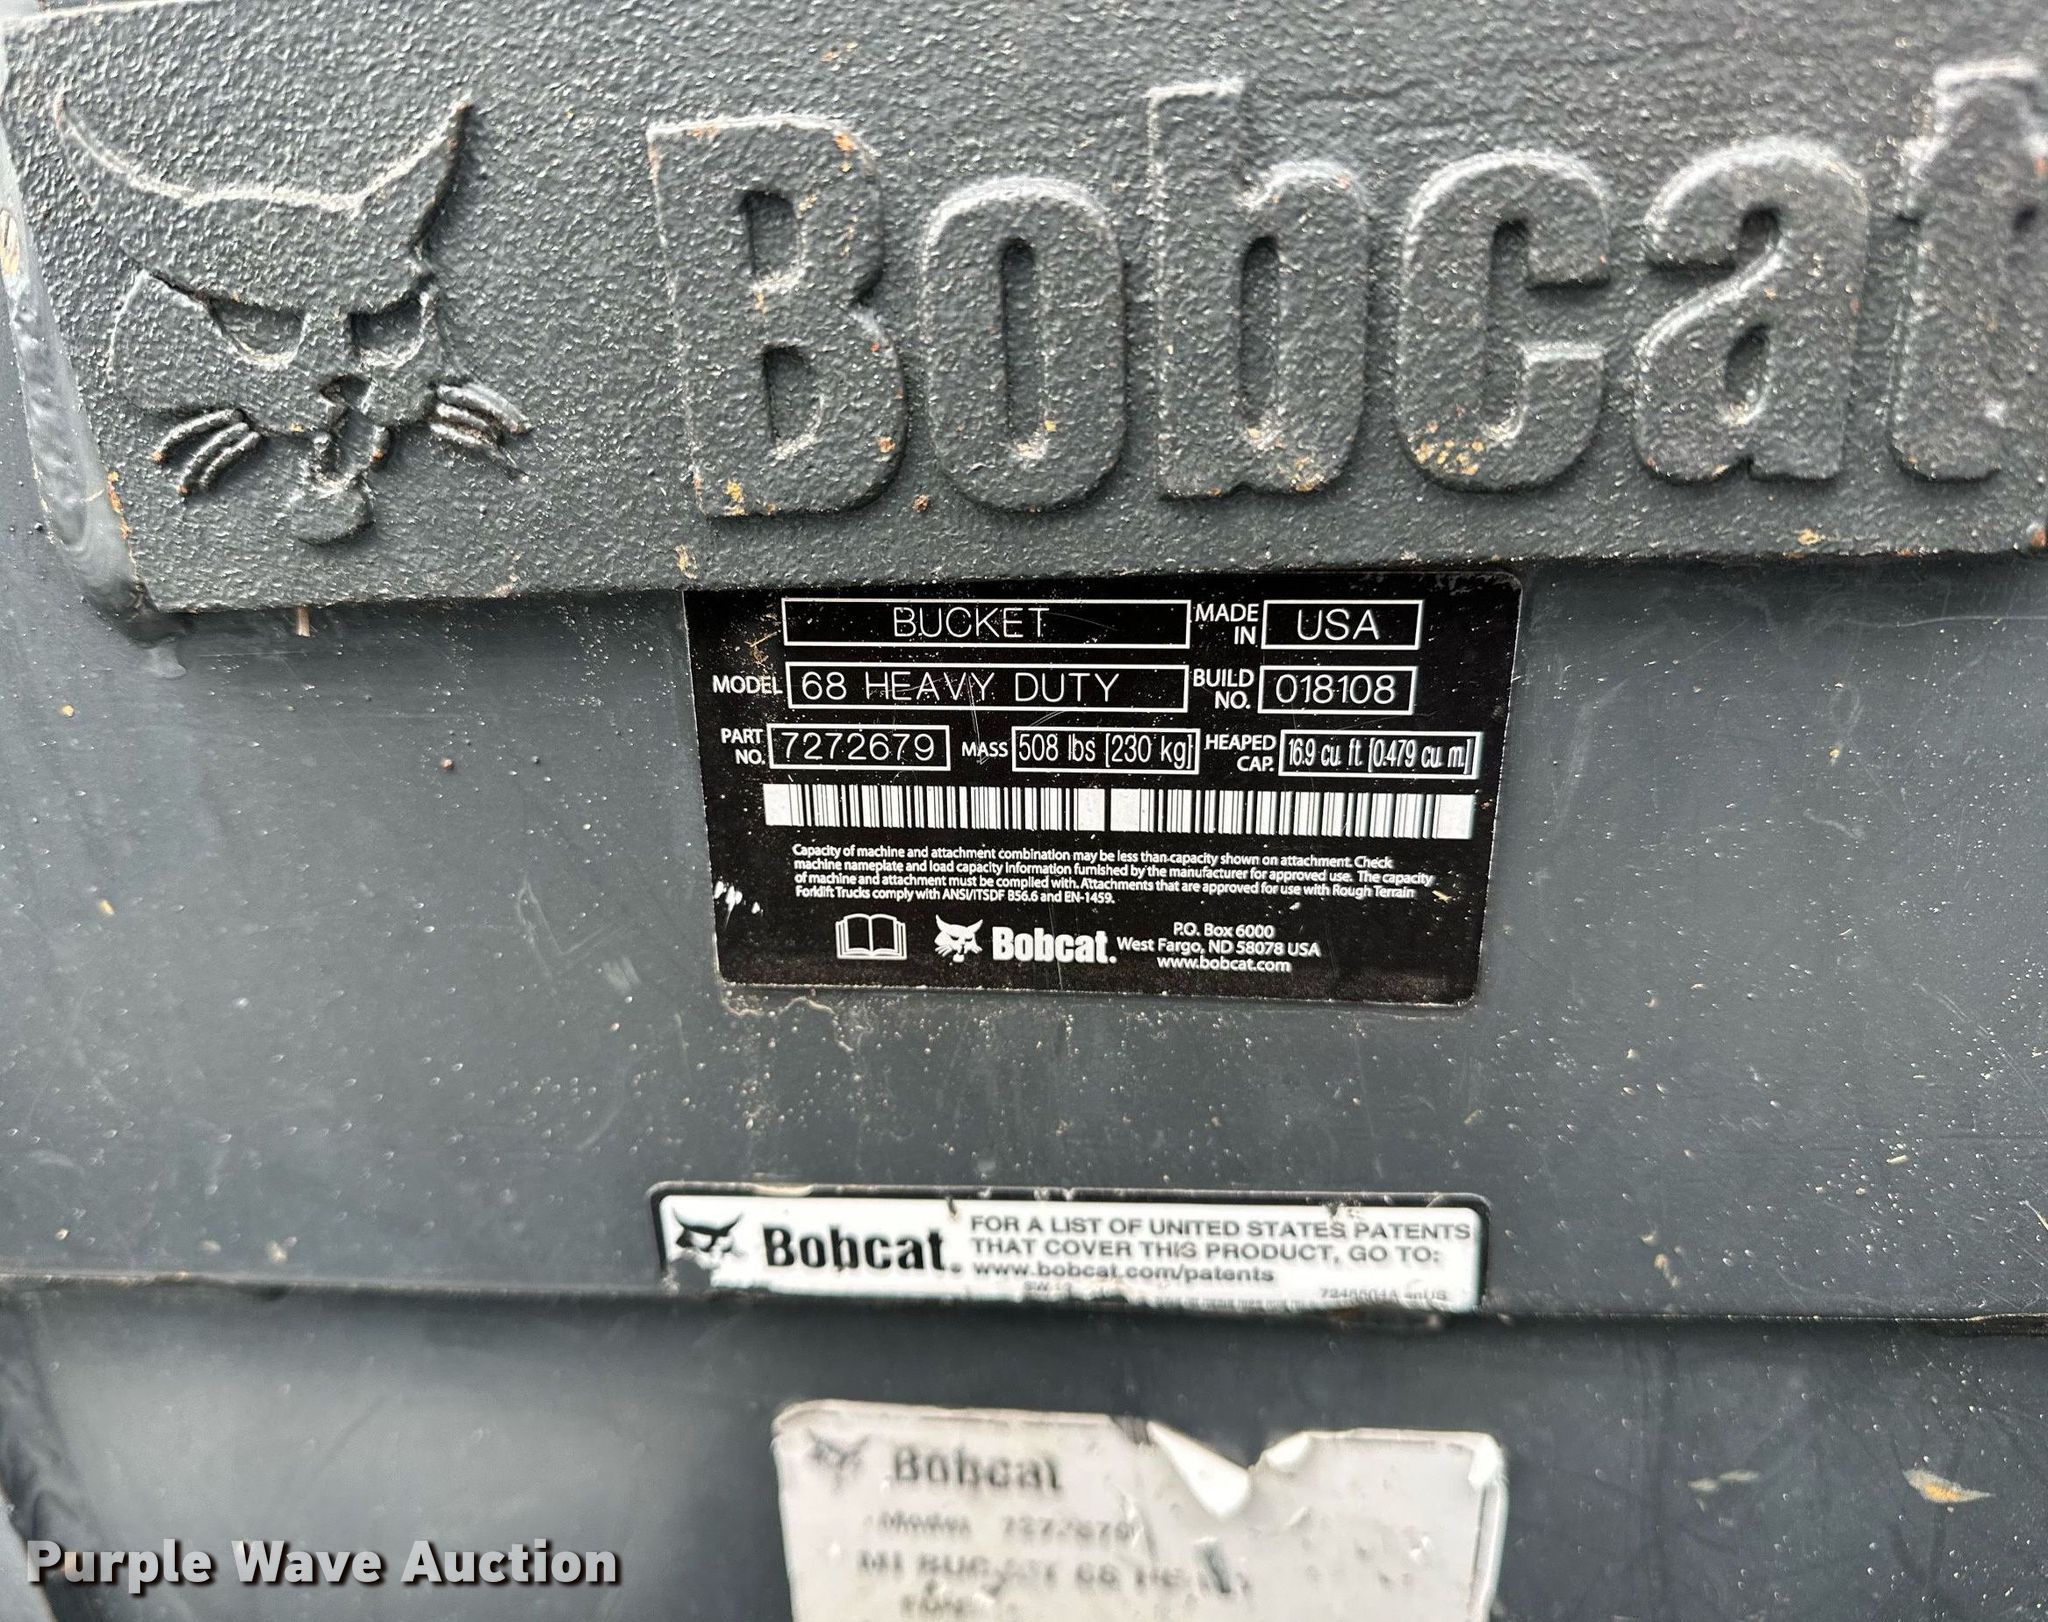 Bobcat
BUCKET MADE IN USA
MODEL 68 HEAVY DUTY BUILD NO. 018108
PART NO. 7272679 MASS 508 lbs [230 kg] HEAPED CAP. 16.9 cu. ft. [0.479 cu. m.]
Capacity of machine and attachment combination may be less than capacity shown on attachment. Check
machine nameplate and load capacity information furnished by the manufacturer for approved use. The capacity
of machine and attachment must be complied with. Attachments that are approved for use with Rough Terrain
Forklift Trucks comply with ANSI/ITSDF B56.6 and EN-1459.
Bobcat.
P.O. Box 6000
West Fargo, ND 58078 USA
www.bobcat.com
Bobcat.
FOR A LIST OF UNITED STATES PATENTS
THAT COVER THIS PRODUCT, GO TO:
www.bobcat.com/patents
Bobcat
Model
Purple Wave Auction